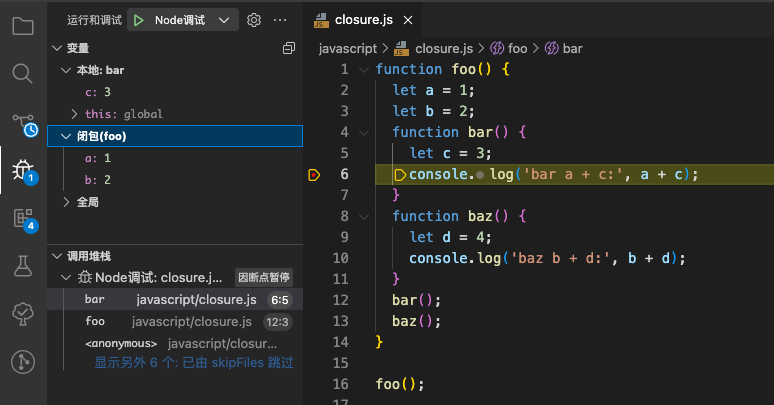 运行和调试 Node调试
变量
本地: bar
c: 3
this: global
闭包(foo)
a: 1
b: 2
全局
调用堆栈
Node调试: closure.j... 因断点暂停
bar javascript/closure.js 6:5
foo javascript/closure.js 12:3
<anonymous> javascript/closur...
显示另外 6 个: 已由 skipFiles 跳过
1
4
JS closure.js
javascript > JS closure.js > foo > bar
1 function foo() {
2 let a = 1;
3 let b = 2;
4 function bar() {
5 let c = 3;
6 console.log('bar a + c:', a + c);
7 }
8 function baz() {
9 let d = 4;
10 console.log('baz b + d:', b + d);
11 }
12 bar();
13 baz();
14 }
15
16 foo();
17